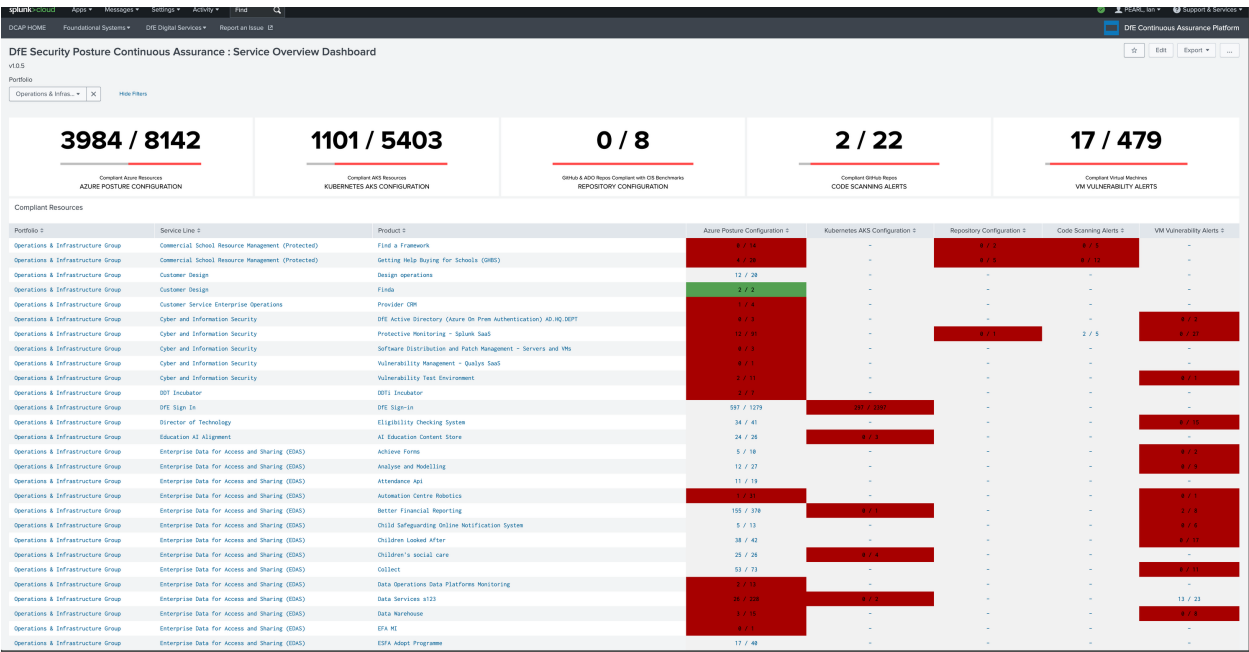 splunk>cloud Apps Messages Settings Activity Find PEARL, Ian Support & Services
DCAP HOME Foundational Systems DfE Digital Services Report an Issue DfE Continuous Assurance Platform
DfE Security Posture Continuous Assurance : Service Overview Dashboard Edit Export ...
v1.0.5
Portfolio
Operations & Infras... Hide Filters
3984 / 8142 1101 / 5403 0 / 8 2 / 22 17 / 479
Compliant Azure Resources Compliant AKS Resources GitHub & ADO Repos Compliant with CIS Benchmarks Compliant GitHub Repos Compliant Virtual Machines
AZURE POSTURE CONFIGURATION KUBERNETES AKS CONFIGURATION REPOSITORY CONFIGURATION CODE SCANNING ALERTS VM VULNERABILITY ALERTS
Compliant Resources
Portfolio Service Line Product Azure Posture Configuration Kubernetes AKS Configuration Repository Configuration Code Scanning Alerts VM Vulnerability Alerts
Operations & Infrastructure Group Commercial School Resource Management (Protected) Find a Framework - -
Operations & Infrastructure Group Commercial School Resource Management (Protected) Getting Help Buying for Schools (GHBS) - -
Operations & Infrastructure Group Customer Design Design operations 12 / 20 - - - -
Operations & Infrastructure Group Customer Design Finda 2 / 2 - - - -
Operations & Infrastructure Group Customer Service Enterprise Operations Provider CRM - - - -
Operations & Infrastructure Group Cyber and Information Security DfE Active Directory (Azure On Prem Authentication) AD.HQ.DEPT - - -
Operations & Infrastructure Group Cyber and Information Security Protective Monitoring - Splunk SaaS - 2 / 5
Operations & Infrastructure Group Cyber and Information Security Software Distribution and Patch Management - Servers and VMs - - - -
Operations & Infrastructure Group Cyber and Information Security Vulnerability Management - Qualys SaaS - - - -
Operations & Infrastructure Group Cyber and Information Security Vulnerability Test Environment - - -
Operations & Infrastructure Group DDT Incubator DDTi Incubator - - - -
Operations & Infrastructure Group DfE Sign In DfE Sign-in 597 / 1279 - - -
Operations & Infrastructure Group Director of Technology Eligibility Checking System 34 / 41 - - -
Operations & Infrastructure Group Education AI Alignment AI Education Content Store 24 / 26 - - -
Operations & Infrastructure Group Enterprise Data for Access and Sharing (EDAS) Achieve Forms 5 / 10 - - -
Operations & Infrastructure Group Enterprise Data for Access and Sharing (EDAS) Analyse and Modelling 12 / 27 - - -
Operations & Infrastructure Group Enterprise Data for Access and Sharing (EDAS) Attendance Api 11 / 19 - - - -
Operations & Infrastructure Group Enterprise Data for Access and Sharing (EDAS) Automation Centre Robotics - - -
Operations & Infrastructure Group Enterprise Data for Access and Sharing (EDAS) Better Financial Reporting 155 / 370 - -
Operations & Infrastructure Group Enterprise Data for Access and Sharing (EDAS) Child Safeguarding Online Notification System 5 / 13 - - -
Operations & Infrastructure Group Enterprise Data for Access and Sharing (EDAS) Children Looked After 38 / 42 - - -
Operations & Infrastructure Group Enterprise Data for Access and Sharing (EDAS) Children's social care 25 / 26 - - -
Operations & Infrastructure Group Enterprise Data for Access and Sharing (EDAS) Collect 53 / 73 - - -
Operations & Infrastructure Group Enterprise Data for Access and Sharing (EDAS) Data Operations Data Platforms Monitoring - - - -
Operations & Infrastructure Group Enterprise Data for Access and Sharing (EDAS) Data Services s123 - - 13 / 23
Operations & Infrastructure Group Enterprise Data for Access and Sharing (EDAS) Data Warehouse - - -
Operations & Infrastructure Group Enterprise Data for Access and Sharing (EDAS) EFA MI - - - -
Operations & Infrastructure Group Enterprise Data for Access and Sharing (EDAS) ESFA Adopt Programme 17 / 40 - - - -